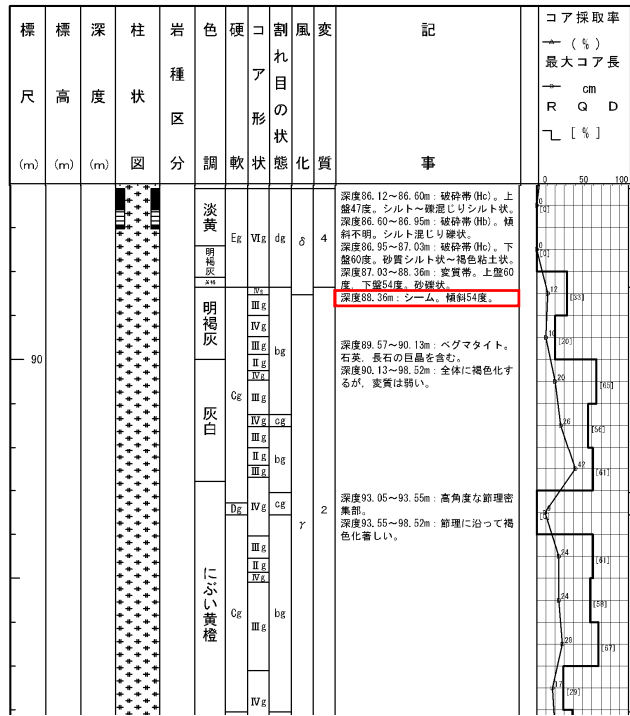 標尺(m)
標高(m)
深度(m)
柱状図
岩種区分
色調
硬軟
コア形状
割れ目の状態
風化
変質
記事
コア採取率
(%)
最大コア長
cm
R Q D
[%]
0 50 100
90
淡黄
明褐灰
明褐灰
灰白
にぶい黄橙
Eg
Cg
Dg
Cg
Ⅵg
Ⅳg
Ⅲg
Ⅳg
Ⅲg
Ⅱg
Ⅳg
Ⅲg
Ⅳg
Ⅲg
Ⅱg
Ⅲg
Ⅳg
Ⅲg
Ⅱg
Ⅳg
Ⅲg
Ⅳg
dg
bg
cg
bg
cg
bg
δ
γ
4
2
深度86.12～86.60m：破砕帯(Hc)。上
盤47度。シルト～礫混じりシルト状。
深度86.60～86.95m：破砕帯(Hb)。傾
斜不明。シルト混じり礫状。
深度86.95～87.03m：破砕帯(Hc)。下
盤60度。砂質シルト状～褐色粘土状。
深度87.03～88.36m：変質帯。上盤60
度，下盤54度。砂礫状。
深度88.36m：シーム。傾斜54度。
深度89.57～90.13m：ペグマタイト。
石英，長石の巨晶を含む。
深度90.13～98.52m：全体に褐色化す
るが，変質は弱い。
深度93.05～93.55m：高角度な節理密
集部。
深度93.55～98.52m：節理に沿って褐
色化著しい。
0
[0]
0
12
[33]
10
[20]
20
[65]
26
[56]
42
[61]
24
[61]
24
[58]
28
[67]
17
[29]